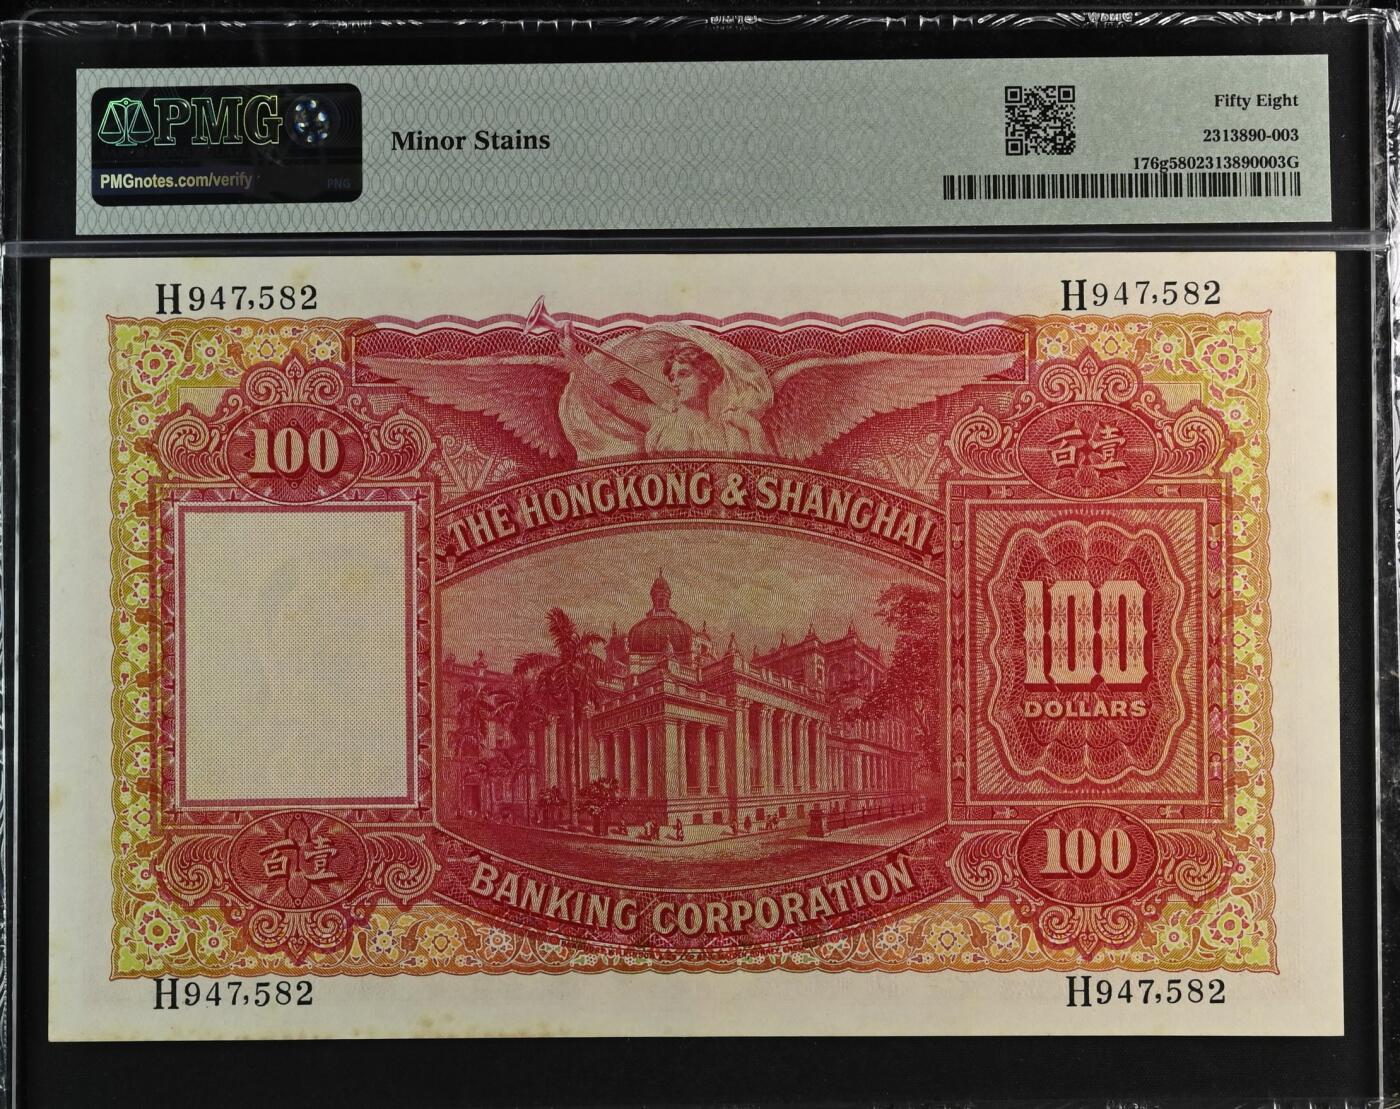 PMG
PMGnotes.com/verify
PNG
Minor Stains
Fifty Eight
2313890-003
176g5802313890003G
H947,582
H947,582
100
百壹
THE HONGKONG & SHANGHAI
100
DOLLARS
百壹
100
BANKING CORPORATION
H947,582
H947,582